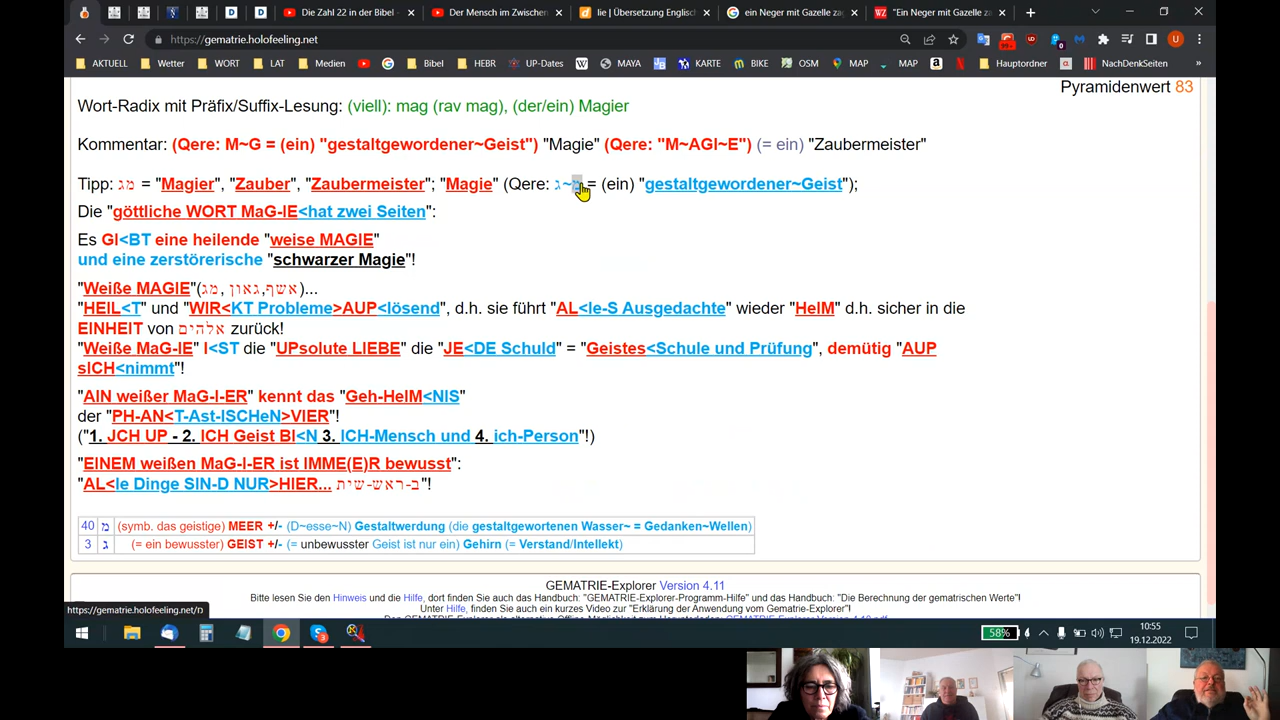 Die Zahl 22 in der Bibel -
Der Mensch im Zwischen
lie | Übersetzung Englisc
ein Neger mit Gazelle zag
"Ein Neger mit Gazelle zag
https://gematrie.holofeeling.net
AKTUELL Wetter WORT LAT Medien Bibel HEBR UP-Dates MAYA KARTE BIKE OSM MAP MAP Hauptordner NachDenkSeiten
Pyramidenwert 83
Wort-Radix mit Präfix/Suffix-Lesung: (viell): mag (rav mag), (der/ein) Magier
Kommentar: (Qere: M~G = (ein) "gestaltgewordener~Geist") "Magie" (Qere: "M~AGI~E") (= ein) "Zaubermeister"
Tipp: מג = "Magier", "Zauber", "Zaubermeister"; "Magie" (Qere: מ~ג = (ein) "gestaltgewordener~Geist");
Die "göttliche WORT MaG-IE<hat zwei Seiten":
Es GI<BT eine heilende "weise MAGIE"
und eine zerstörerische "schwarzer Magie"!
"Weiße MAGIE"(אשף,גאון,מג)...
"HEIL<T" und "WIR<KT Probleme>AUP<lösend", d.h. sie führt "AL<le-S Ausgedachte" wieder "HeIM" d.h. sicher in die
EINHEIT von אלהים zurück!
"Weiße MaG-IE" I<ST die "UPsolute LIEBE" die "JE<DE Schuld" = "Geistes<Schule und Prüfung", demütig "AUP
sICH<nimmt"!
"AIN weißer MaG-I-ER" kennt das "Geh-HeIM<NIS"
der "PH-AN<T-Ast-ISCHeN>VIER"!
("1. JCH UP - 2. ICH Geist BI<N 3. ICH-Mensch und 4. ich-Person"!)
"EINEM weißen MaG-I-ER ist IMME(E)R bewusst":
"AL<le Dinge SIN-D NUR>HIER... ב-ראש-שית"!
40 מ (symb. das geistige) MEER +/- (D~esse~N) Gestaltwerdung (die gestaltgewortenen Wasser~ = Gedanken~Wellen)
3 ג (= ein bewusster) GEIST +/- (= unbewusster Geist ist nur ein) Gehirn (= Verstand/Intellekt)
GEMATRIE-Explorer Version 4.11
Bitte lesen Sie den Hinweis und die Hilfe, dort finden Sie auch das Handbuch: "GEMATRIE-Explorer-Programm-Hilfe" und das Handbuch: "Die Berechnung der gematrischen Werte"!
Unter Hilfe, finden Sie auch ein kurzes Video zur "Erklärung der Anwendung vom Gematrie-Explorer"!
58%
10:55
19.12.2022